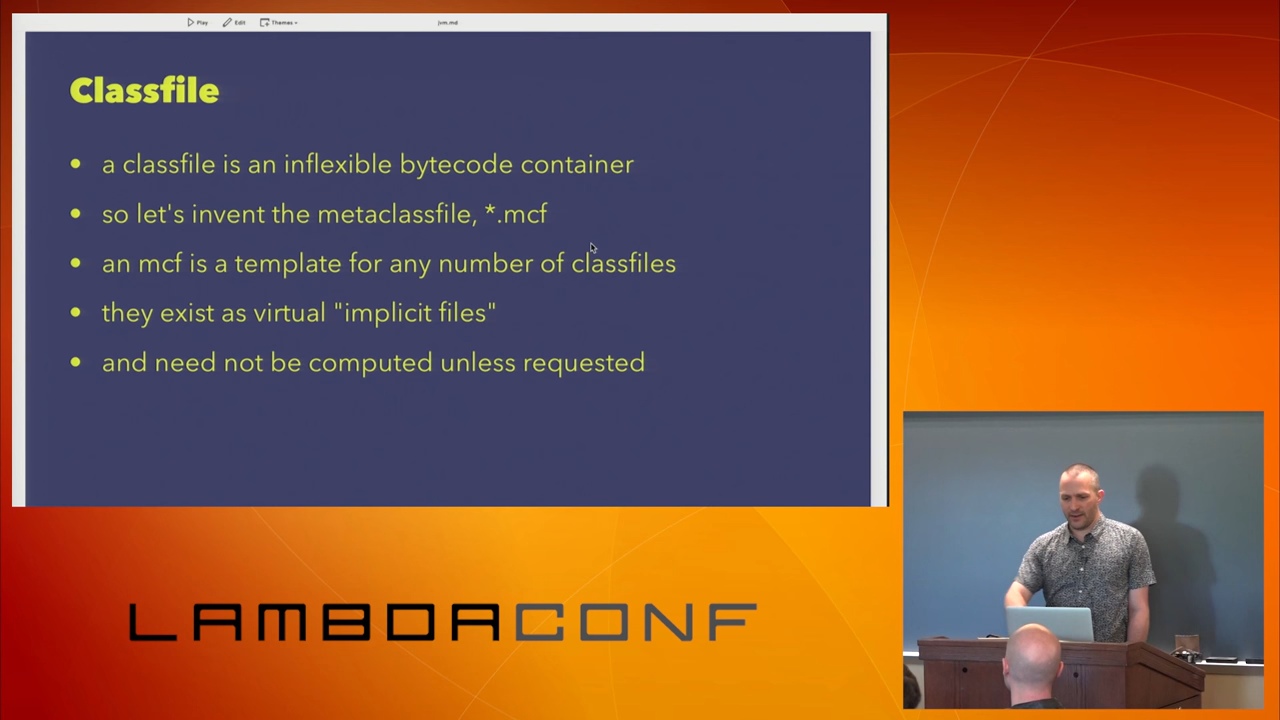 Play Edit Themes jvm.md
Classfile
• a classfile is an inflexible bytecode container
• so let's invent the metaclassfile, *.mcf
• an mcf is a template for any number of classfiles
• they exist as virtual "implicit files"
• and need not be computed unless requested
LAMBDACONF